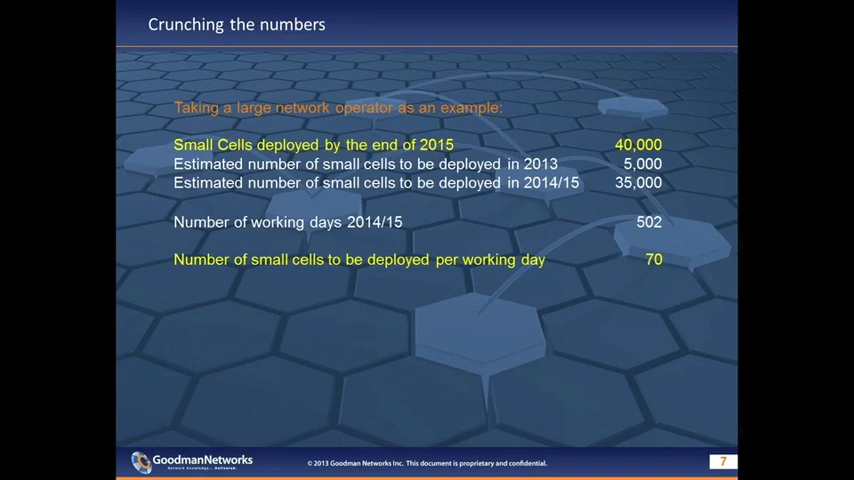 Crunching the numbers
Taking a large network operator as an example:
Small Cells deployed by the end of 2015 40,000
Estimated number of small cells to be deployed in 2013 5,000
Estimated number of small cells to be deployed in 2014/15 35,000
Number of working days 2014/15 502
Number of small cells to be deployed per working day 70
GoodmanNetworks
Network Knowledge... Delivered.
© 2013 Goodman Networks Inc. This document is proprietary and confidential.
7